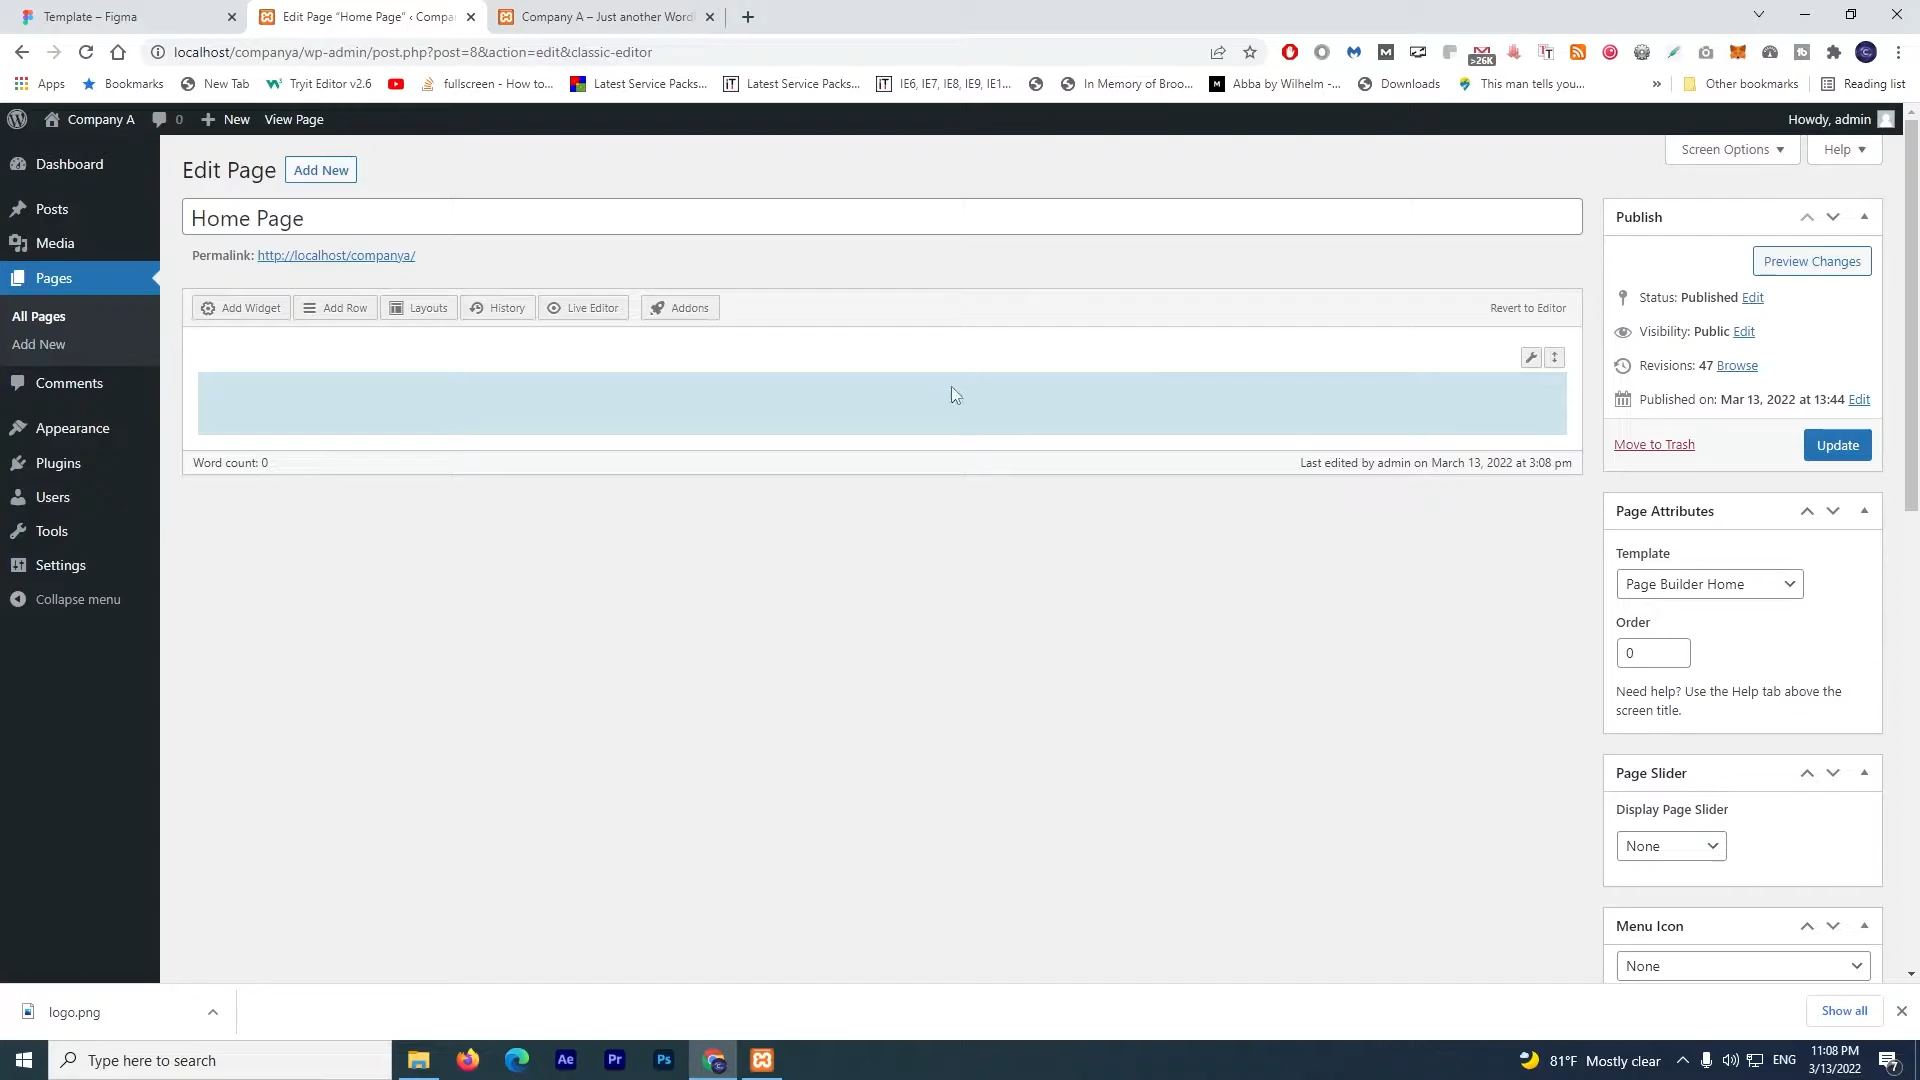 Template – Figma
Edit Page “Home Page” ‹ Compa
Company A – Just another Word
localhost/companya/wp-admin/post.php?post=8&action=edit&classic-editor
>26K
Apps
Bookmarks
New Tab
Tryit Editor v2.6
fullscreen - How to...
Latest Service Packs...
Latest Service Packs...
IE6, IE7, IE8, IE9, IE1...
In Memory of Broo...
Abba by Wilhelm -...
Downloads
This man tells you...
»
Other bookmarks
Reading list
Company A
0
New
View Page
Howdy, admin
Dashboard
Posts
Media
Pages
All Pages
Add New
Comments
Appearance
Plugins
Users
Tools
Settings
Collapse menu
Screen Options
Help
Edit Page
Add New
Home Page
Permalink: http://localhost/companya/
Add Widget
Add Row
Layouts
History
Live Editor
Addons
Revert to Editor
Word count: 0
Last edited by admin on March 13, 2022 at 3:08 pm
Publish
Preview Changes
Status: Published Edit
Visibility: Public Edit
Revisions: 47 Browse
Published on: Mar 13, 2022 at 13:44 Edit
Move to Trash
Update
Page Attributes
Template
Page Builder Home
Order
0
Need help? Use the Help tab above the
screen title.
Page Slider
Display Page Slider
None
Menu Icon
None
logo.png
Show all
Type here to search
Ae
Pr
Ps
81°F Mostly clear
ENG
11:08 PM
3/13/2022
7